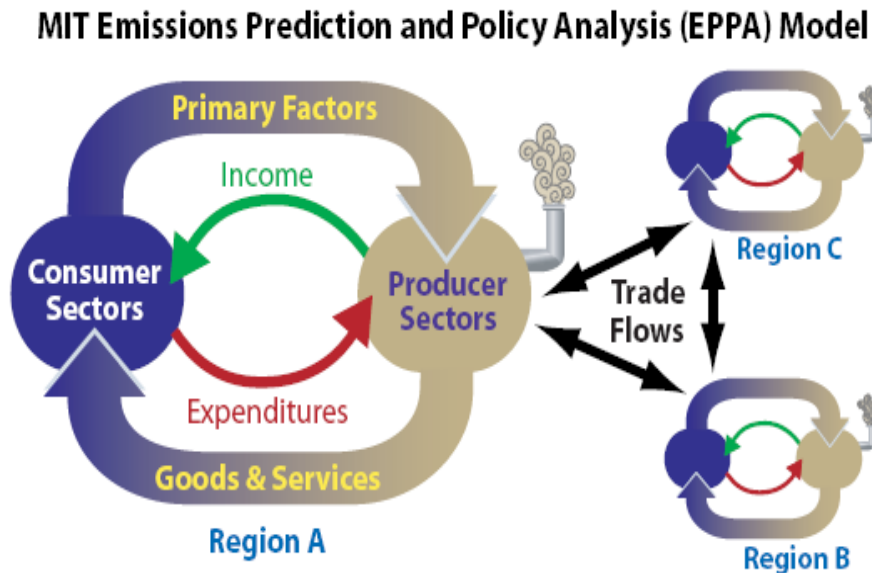 MIT Emissions Prediction and Policy Analysis (EPPA) Model
Primary Factors
Income
Consumer
Sectors
Producer
Sectors
Expenditures
Goods & Services
Region A
Trade
Flows
Region C
Region B